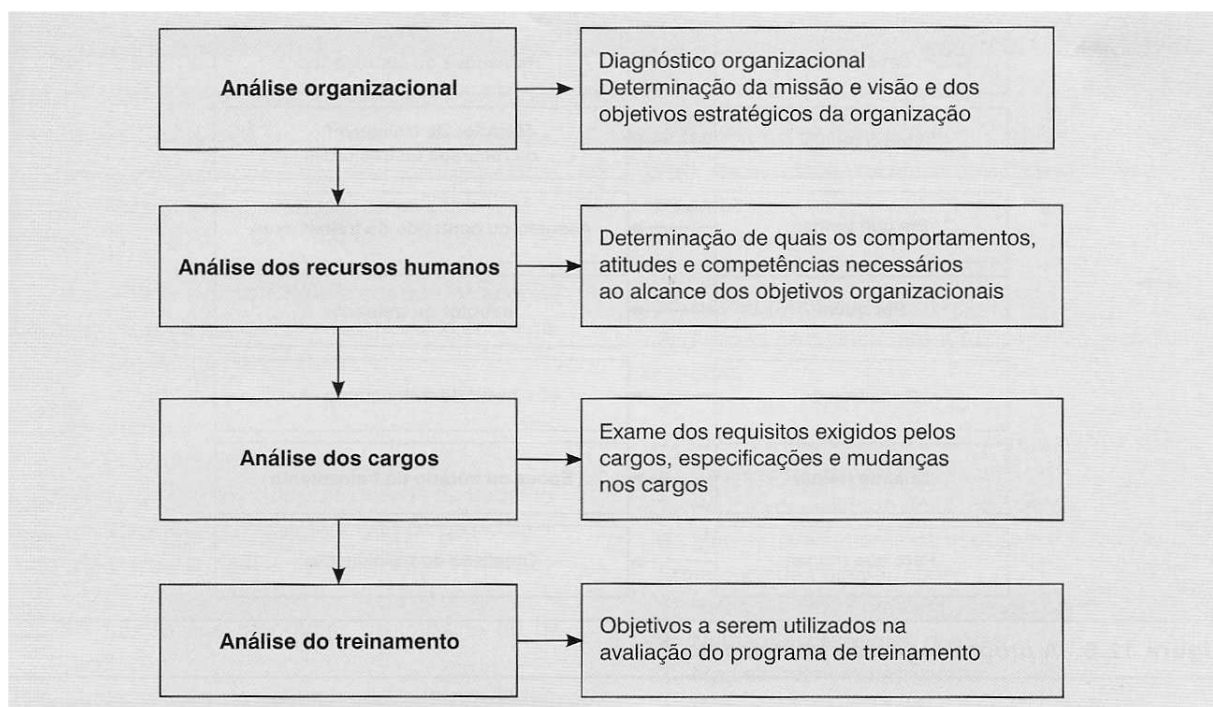 Análise organizacional
Diagnóstico organizacional
Determinação da missão e visão e dos
objetivos estratégicos da organização
Análise dos recursos humanos
Determinação de quais os comportamentos,
atitudes e competências necessários
ao alcance dos objetivos organizacionais
Análise dos cargos
Exame dos requisitos exigidos pelos
cargos, especificações e mudanças
nos cargos
Análise do treinamento
Objetivos a serem utilizados na
avaliação do programa de treinamento